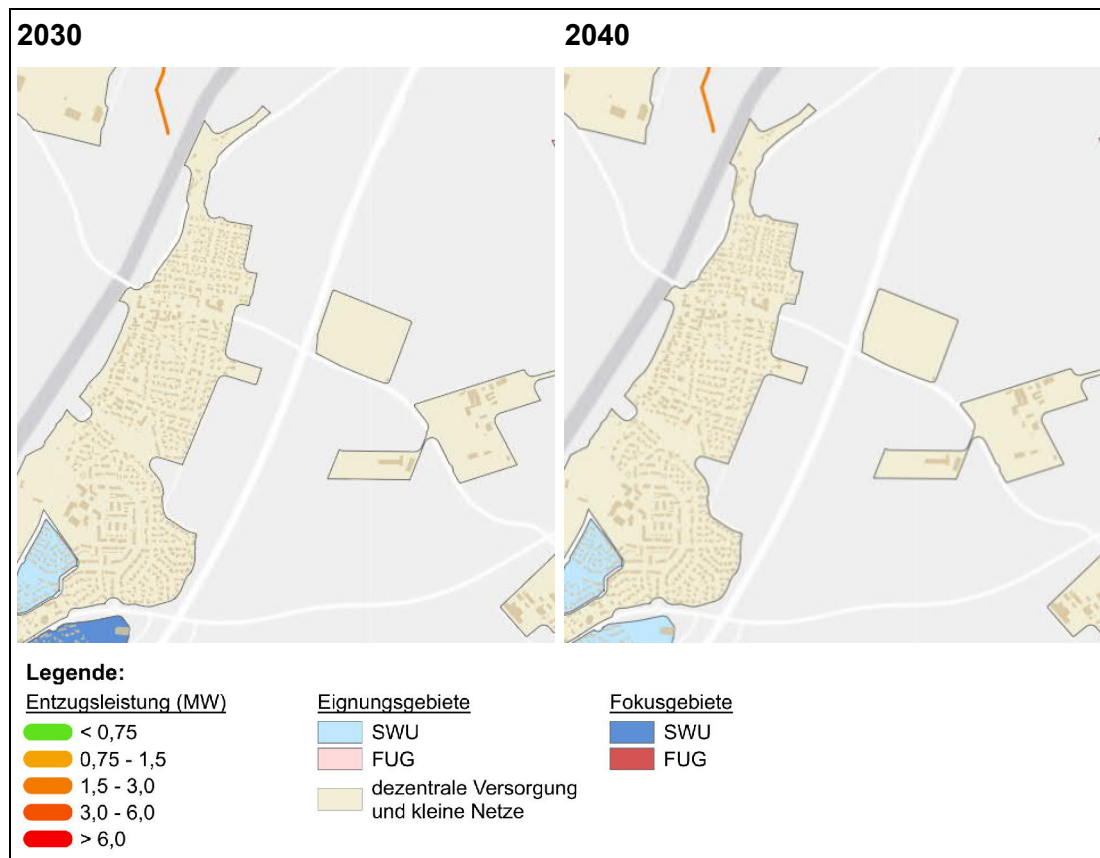 2030
2040
Legende:
Entzugsleistung (MW)
< 0,75
0,75 - 1,5
1,5 - 3,0
3,0 - 6,0
> 6,0
Eignungsgebiete
SWU
FUG
dezentrale Versorgung
und kleine Netze
Fokusgebiete
SWU
FUG